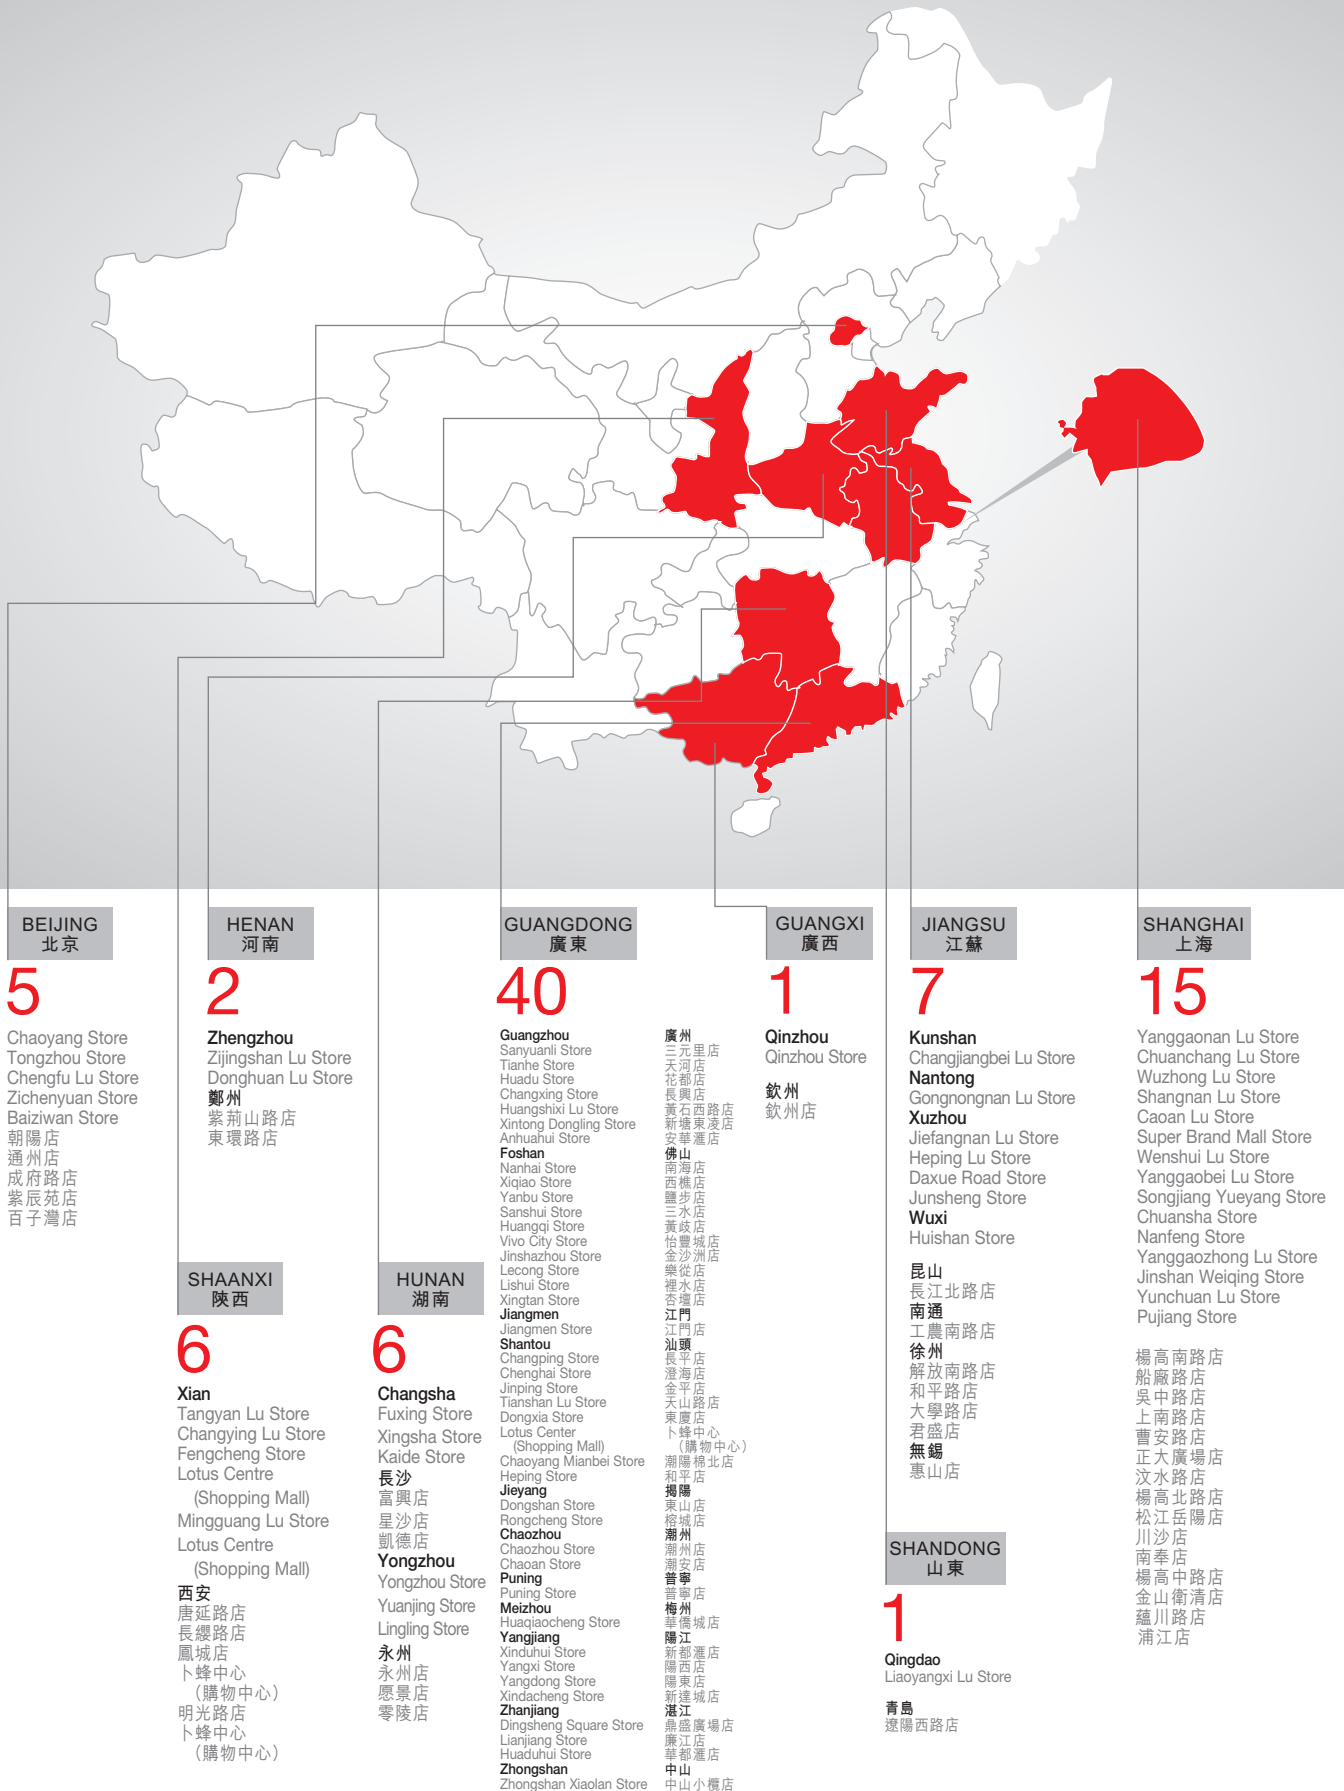 BEIJING
北京
5
Chaoyang Store
Tongzhou Store
Chengfu Lu Store
Zichenyuan Store
Baiziwan Store
朝陽店
通州店
成府路店
紫辰苑店
百子灣店
SHAANXI
陝西
6
Xian
Tangyan Lu Store
Changying Lu Store
Fengcheng Store
Lotus Centre
(Shopping Mall)
Mingguang Lu Store
Lotus Centre
(Shopping Mall)
西安
唐延路店
長纓路店
鳳城店
卜蜂中心
（購物中心）
明光路店
卜蜂中心
（購物中心）
HENAN
河南
2
Zhengzhou
Zijingshan Lu Store
Donghuan Lu Store
鄭州
紫荊山路店
東環路店
HUNAN
湖南
6
Changsha
Fuxing Store
Xingsha Store
Kaide Store
長沙
富興店
星沙店
凱德店
Yongzhou
Yongzhou Store
Yuanjing Store
Lingling Store
永州
永州店
愿景店
零陵店
GUANGDONG
廣東
40
Guangzhou
Sanyuanli Store
Tianhe Store
Huadu Store
Changxing Store
Huangshixi Lu Store
Xintong Dongling Store
Anhuahui Store
Foshan
Nanhai Store
Xiqiao Store
Yanbu Store
Sanshui Store
Huangqi Store
Vivo City Store
Jinshazhou Store
Lecong Store
Lishui Store
Xingtan Store
Jiangmen
Jiangmen Store
Shantou
Changping Store
Chenghai Store
Jinping Store
Tianshan Lu Store
Dongxia Store
Lotus Center
(Shopping Mall)
Chaoyang Mianbei Store
Heping Store
Jieyang
Dongshan Store
Rongcheng Store
Chaozhou
Chaozhou Store
Chaoan Store
Puning
Puning Store
Meizhou
Huaqiaocheng Store
Yangjiang
Xinduhui Store
Yangxi Store
Yangdong Store
Xindacheng Store
Zhanjiang
Dingsheng Square Store
Lianjiang Store
Huaduhui Store
Zhongshan
Zhongshan Xiaolan Store
廣州
三元里店
天河店
花都店
長興店
黃石西路店
新塘東凌店
安華滙店
佛山
南海店
西樵店
鹽步店
三水店
黃歧店
怡豐城店
金沙洲店
樂從店
裡水店
杏壇店
江門
江門店
汕頭
長平店
澄海店
金平店
天山路店
東廈店
卜蜂中心
（購物中心）
潮陽棉北店
和平店
揭陽
東山店
榕城店
潮州
潮州店
潮安店
普寧
普寧店
梅州
華僑城店
陽江
新都滙店
陽西店
陽東店
新達城店
湛江
鼎盛廣場店
廉江店
華都滙店
中山
中山小欖店
GUANGXI
廣西
1
Qinzhou
Qinzhou Store
欽州
欽州店
JIANGSU
江蘇
7
Kunshan
Changjiangbei Lu Store
Nantong
Gongnongnan Lu Store
Xuzhou
Jiefangnan Lu Store
Heping Lu Store
Daxue Road Store
Junsheng Store
Wuxi
Huishan Store
昆山
長江北路店
南通
工農南路店
徐州
解放南路店
和平路店
大學路店
君盛店
無錫
惠山店
SHANDONG
山東
1
Qingdao
Liaoyangxi Lu Store
青島
遼陽西路店
SHANGHAI
上海
15
Yanggaonan Lu Store
Chuanchang Lu Store
Wuzhong Lu Store
Shangnan Lu Store
Caoan Lu Store
Super Brand Mall Store
Wenshui Lu Store
Yanggaobei Lu Store
Songjiang Yueyang Store
Chuansha Store
Nanfeng Store
Yanggaozhong Lu Store
Jinshan Weiqing Store
Yunchuan Lu Store
Pujiang Store
楊高南路店
船廠路店
吳中路店
上南路店
曹安路店
正大廣場店
汶水路店
楊高北路店
松江岳陽店
川沙店
南奉店
楊高中路店
金山衛清店
蘊川路店
浦江店